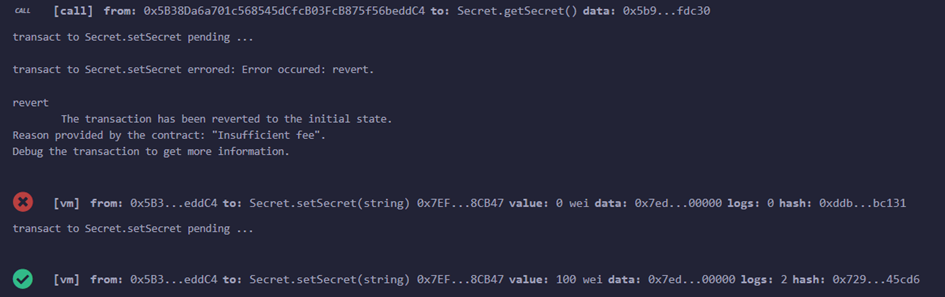 CALL [call] from: 0x5B38Da6a701c568545dCfcB03FcB875f56beddC4 to: Secret.getSecret() data: 0x5b9...fdc30
transact to Secret.setSecret pending ...
transact to Secret.setSecret errored: Error occured: revert.
revert
The transaction has been reverted to the initial state.
Reason provided by the contract: "Insufficient fee".
Debug the transaction to get more information.
[vm] from: 0x5B3...eddC4 to: Secret.setSecret(string) 0x7EF...8CB47 value: 0 wei data: 0x7ed...00000 logs: 0 hash: 0xddb...bc131
transact to Secret.setSecret pending ...
[vm] from: 0x5B3...eddC4 to: Secret.setSecret(string) 0x7EF...8CB47 value: 100 wei data: 0x7ed...00000 logs: 2 hash: 0x729...45cd6